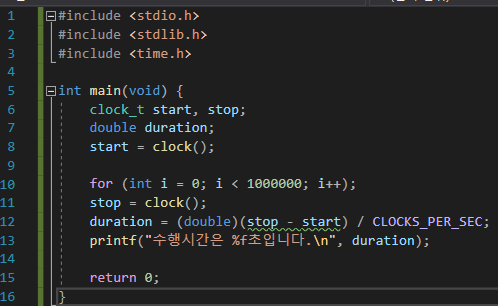 1 #include <stdio.h>
2 #include <stdlib.h>
3 #include <time.h>
4
5 int main(void) {
6 clock_t start, stop;
7 double duration;
8 start = clock();
9
10 for (int i = 0; i < 1000000; i++);
11 stop = clock();
12 duration = (double)(stop - start) / CLOCKS_PER_SEC;
13 printf("수행시간은 %f초입니다.\n", duration);
14
15 return 0;
16 }